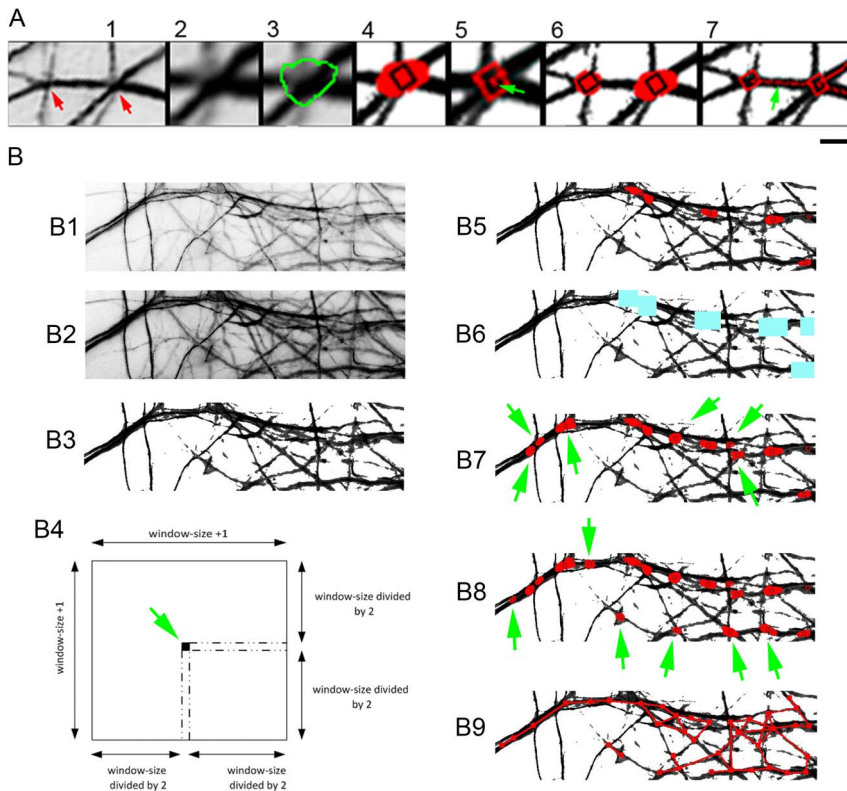 A
1 2 3 4 5 6 7
B
B1
B2
B3
B4
window-size +1
window-size +1
window-size divided
by 2
window-size divided
by 2
window-size
divided by 2
window-size
divided by 2
B5
B6
B7
B8
B9